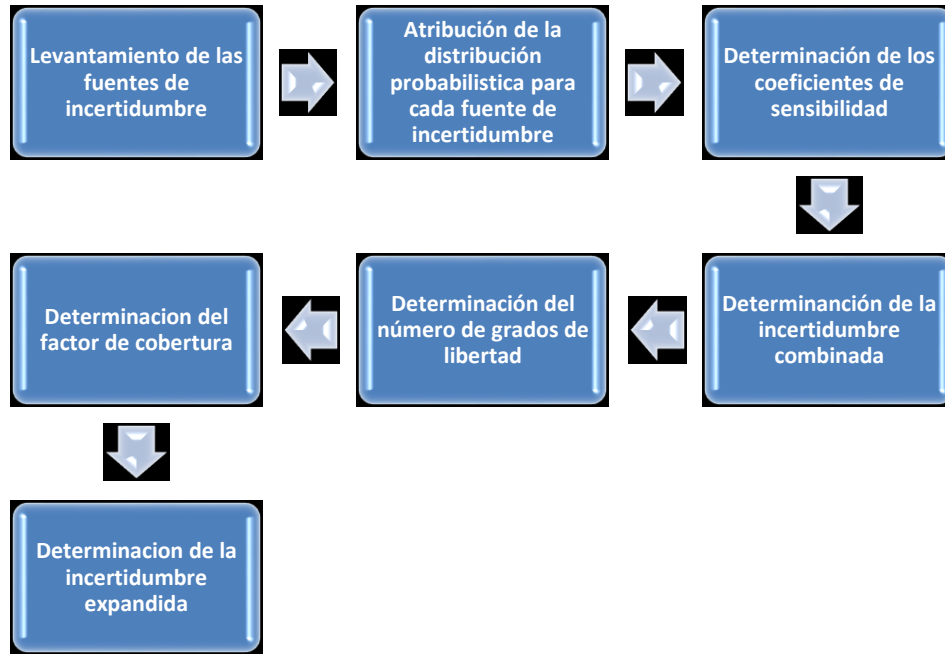 Levantamiento de las
fuentes de
incertidumbre
Atribución de la
distribución
probabilistica para
cada fuente de
incertidumbre
Determinación de los
coeficientes de
sensibilidad
Determinanción de la
incertidumbre
combinada
Determinación del
número de grados de
libertad
Determinacion del
factor de cobertura
Determinacion de la
incertidumbre
expandida